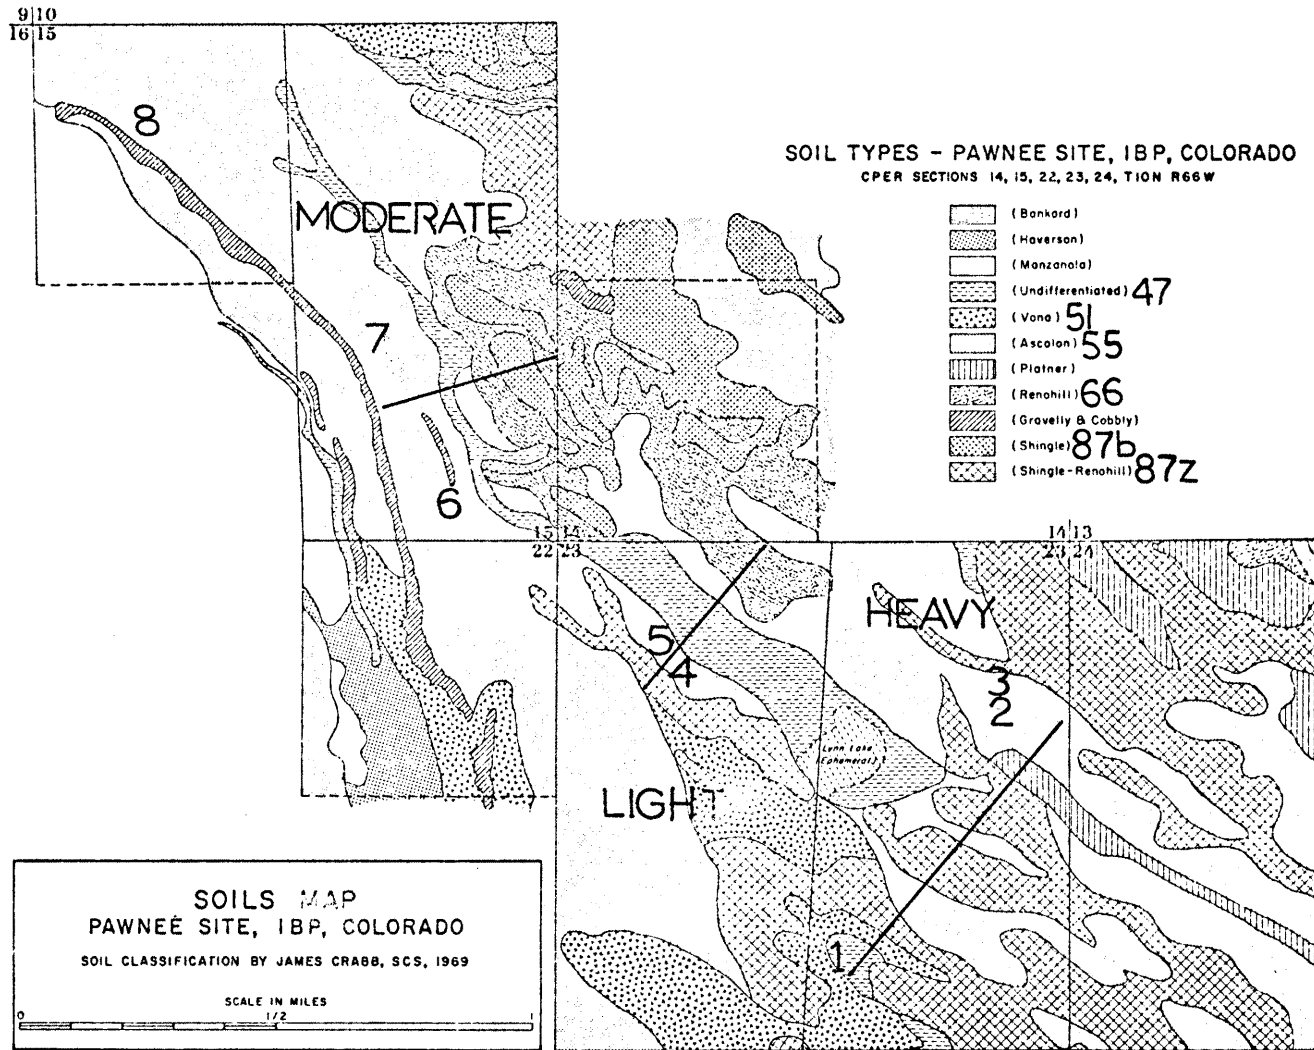 9|10
16|15
8
SOIL TYPES - PAWNEE SITE, IBP, COLORADO
CPER SECTIONS 14, 15, 22, 23, 24, T10N R66W
MODERATE
(Bankard)
(Haverson)
(Manzanola)
(Undifferentiated) 47
(Vona) 51
(Ascolon) 55
(Platner)
(Renohill) 66
(Gravelly & Cobbly)
(Shingle) 87b
(Shingle-Renohill) 87z
7
6
15|14
22|23
14|13
23|24
HEAVY
5
4
3
2
Lynn Lake
(Ephemeral)
LIGHT
1
SOILS MAP
PAWNEE SITE, IBP, COLORADO
SOIL CLASSIFICATION BY JAMES CRABB, SCS, 1969
SCALE IN MILES
0 1/2 1